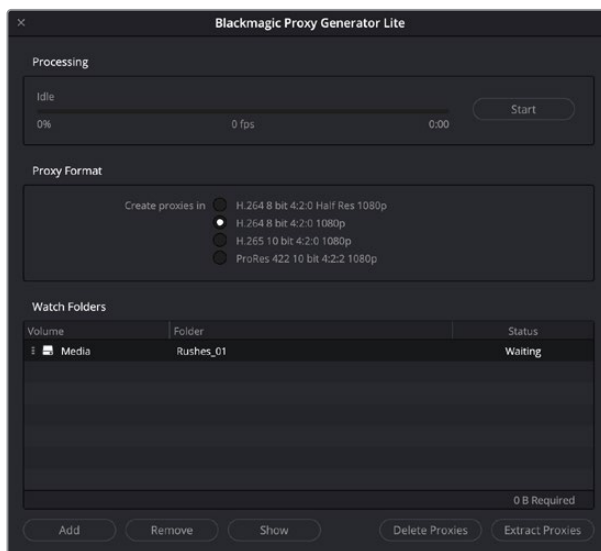 Blackmagic Proxy Generator Lite
Processing
Idle
Start
0% 0 fps 0:00
Proxy Format
Create proxies in H.264 8 bit 4:2:0 Half Res 1080p
H.264 8 bit 4:2:0 1080p
H.265 10 bit 4:2:0 1080p
ProRes 422 10 bit 4:2:2 1080p
Watch Folders
Volume Folder Status
Media Rushes_01 Waiting
0 B Required
Add Remove Show Delete Proxies Extract Proxies